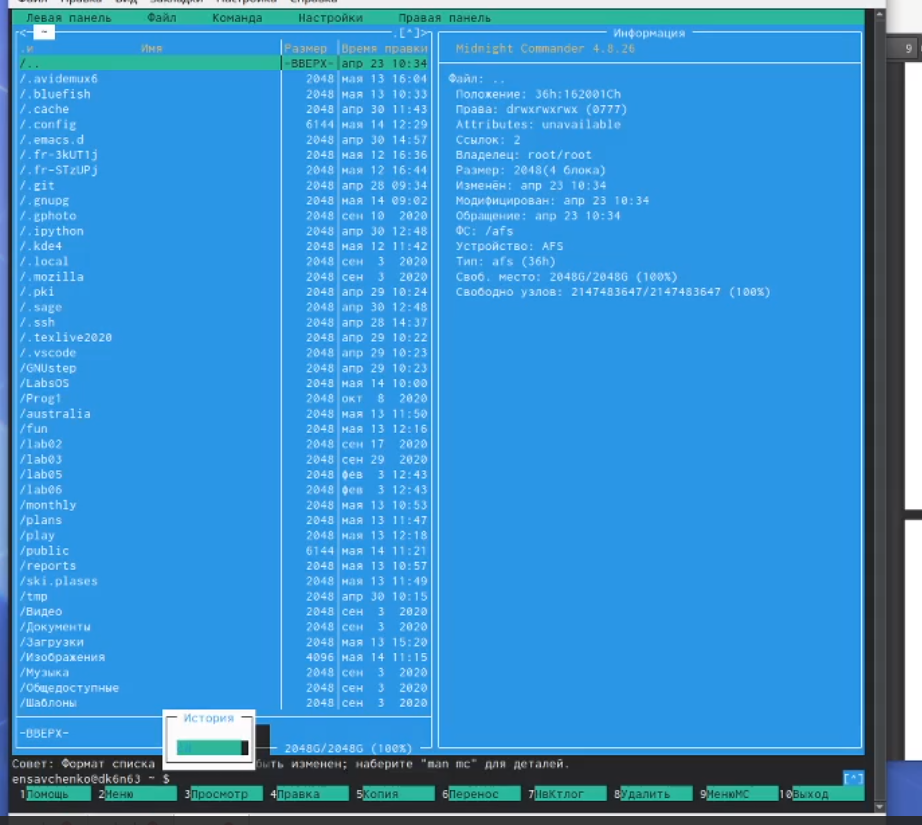 Файл Правка Вид Закладки Настройка Справка
Левая панель Файл Команда Настройки Правая панель
<─ ~ .[^]>
.и Имя Размер Время правки
/.. -ВВЕРХ- апр 23 10:34
/.avidemux6 2048 мая 13 16:04
/.bluefish 2048 мая 13 10:33
/.cache 2048 апр 30 11:43
/.config 6144 мая 14 12:29
/.emacs.d 2048 апр 30 14:57
/.fr-3kUT1j 2048 мая 12 16:36
/.fr-STzUPj 2048 мая 12 16:44
/.git 2048 апр 28 09:34
/.gnupg 2048 мая 14 09:02
/.gphoto 2048 сен 10 2020
/.ipython 2048 апр 30 12:48
/.kde4 2048 мая 12 11:42
/.local 2048 сен 3 2020
/.mozilla 2048 сен 3 2020
/.pki 2048 апр 29 10:24
/.sage 2048 апр 30 12:48
/.ssh 2048 апр 28 14:37
/.texlive2020 2048 апр 29 10:22
/.vscode 2048 апр 29 10:23
/GNUstep 2048 апр 29 10:23
/LabsOS 2048 мая 14 10:00
/Prog1 2048 окт 8 2020
/australia 2048 мая 13 11:50
/fun 2048 мая 13 12:16
/lab02 2048 сен 17 2020
/lab03 2048 сен 29 2020
/lab05 2048 фев 3 12:43
/lab06 2048 фев 3 12:43
/monthly 2048 мая 13 10:53
/plans 2048 мая 13 11:47
/play 2048 мая 13 12:18
/public 6144 мая 14 11:21
/reports 2048 мая 13 10:57
/ski.plases 2048 мая 13 11:49
/tmp 2048 апр 30 10:15
/Видео 2048 сен 3 2020
/Документы 2048 сен 3 2020
/Загрузки 2048 мая 13 15:20
/Изображения 4096 мая 14 11:15
/Музыка 2048 сен 3 2020
/Общедоступные 2048 сен 3 2020
/Шаблоны 2048 сен 3 2020
-ВВЕРХ-
2048G/2048G (100%)
История
Информация
Midnight Commander 4.8.26
Файл: ..
Положение: 36h:162001Ch
Права: drwxrwxrwx (0777)
Attributes: unavailable
Ссылок: 2
Владелец: root/root
Размер: 2048(4 блока)
Изменён: апр 23 10:34
Модифицирован: апр 23 10:34
Обращение: апр 23 10:34
ФС: /afs
Устройство: AFS
Тип: afs (36h)
Своб. место: 2048G/2048G (100%)
Свободно узлов: 2147483647/2147483647 (100%)
9
Совет: Формат списка быть изменен; наберите "man mc" для деталей.
ensavchenko@dk6n63 ~ $ [^]
1Помощь 2Меню 3Просмотр 4Правка 5Копия 6Перенос 7НвКтлог 8Удалить 9МенюMC 10Выход